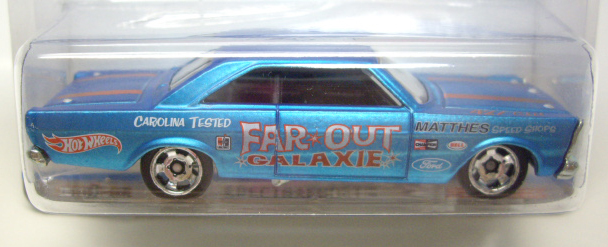 CAROLINA TESTED
HOT WHEELS
FAR OUT
GALAXIE
MATTHES SPEED SHOPS
Ford